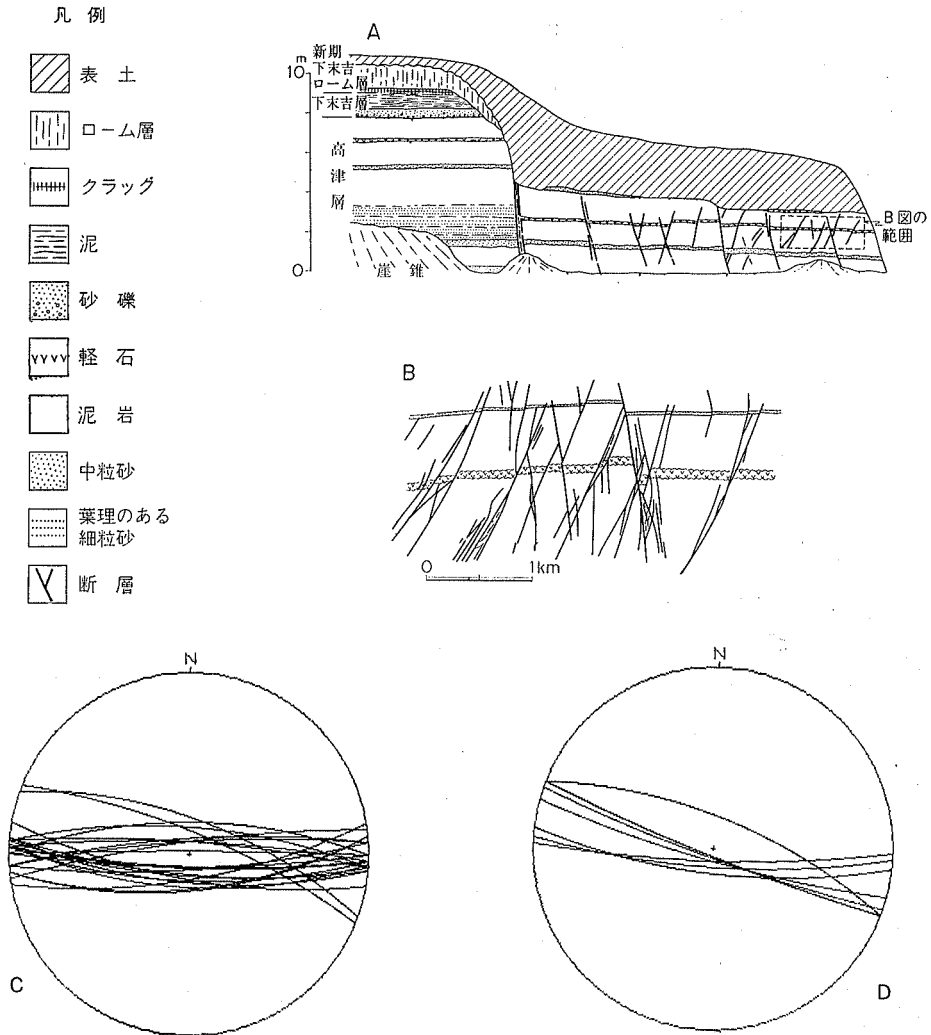 凡例
表土
ローム層
クラッグ
泥
砂礫
軽石
泥岩
中粒砂
葉理のある
細粒砂
断層
A
新期
下末吉
ローム層
下末吉層
高津層
m
10
0
崖錐
B図の
範囲
B
0 1km
N
C
N
D